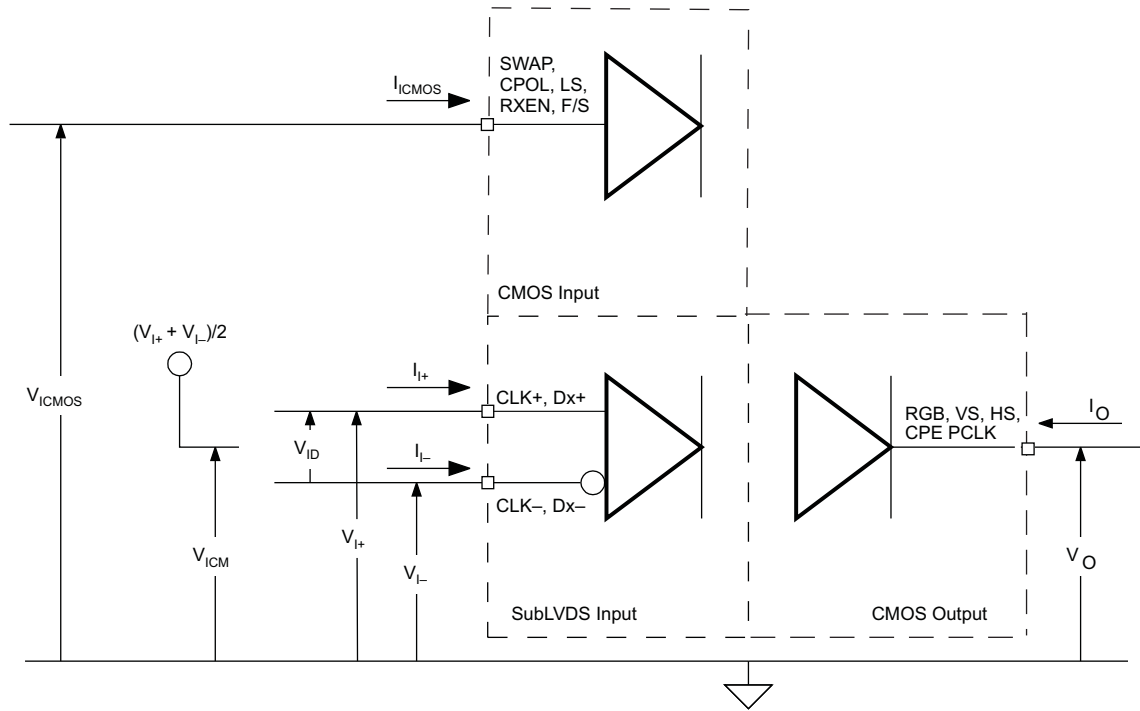 I_ICMOS
SWAP,
CPOL, LS,
RXEN, F/S
CMOS Input
(V_I+ + V_I–)/2
V_ICMOS
I_I+
CLK+, Dx+
V_ID
I_I–
CLK–, Dx–
V_ICM
V_I+
V_I–
SubLVDS Input
RGB, VS, HS,
CPE PCLK
I_O
V_O
CMOS Output